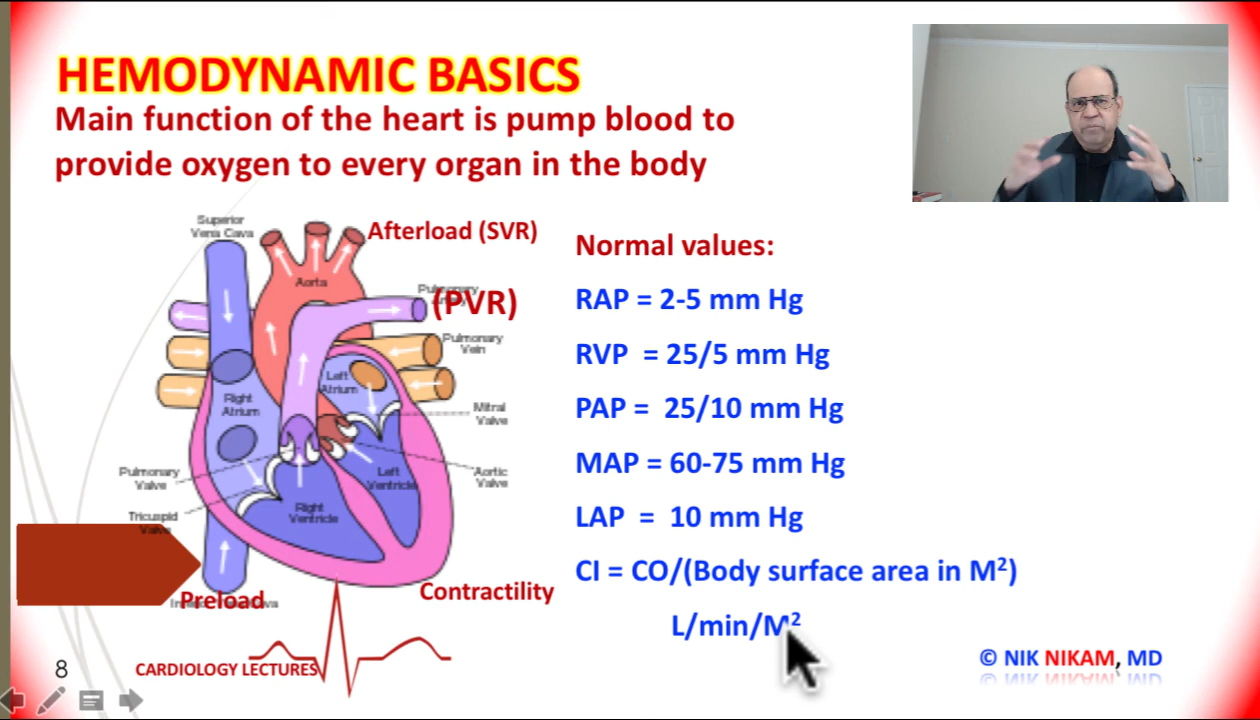 HEMODYNAMIC BASICS
Main function of the heart is pump blood to
provide oxygen to every organ in the body
Superior
Vena Cava
Afterload (SVR)
Aorta
Pulmonary
(PVR)
Pulmonary
Vein
Left
Atrium
Right
Atrium
Mitral
Valve
Pulmonary
Valve
Aortic
Valve
Left
Ventricle
Right
Ventricle
Tricuspid
Valve
Preload
Contractility
Normal values:
RAP = 2-5 mm Hg
RVP = 25/5 mm Hg
PAP = 25/10 mm Hg
MAP = 60-75 mm Hg
LAP = 10 mm Hg
CI = CO/(Body surface area in M²)
L/min/M²
8
CARDIOLOGY LECTURES
© NIK NIKAM, MD